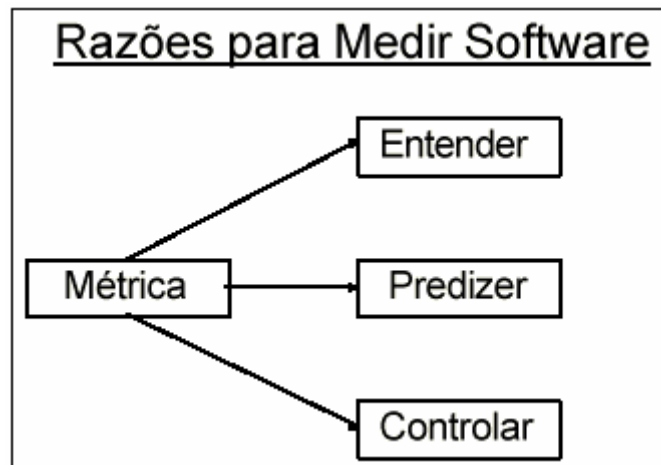 Razões para Medir Software
Entender
Métrica
Predizer
Controlar